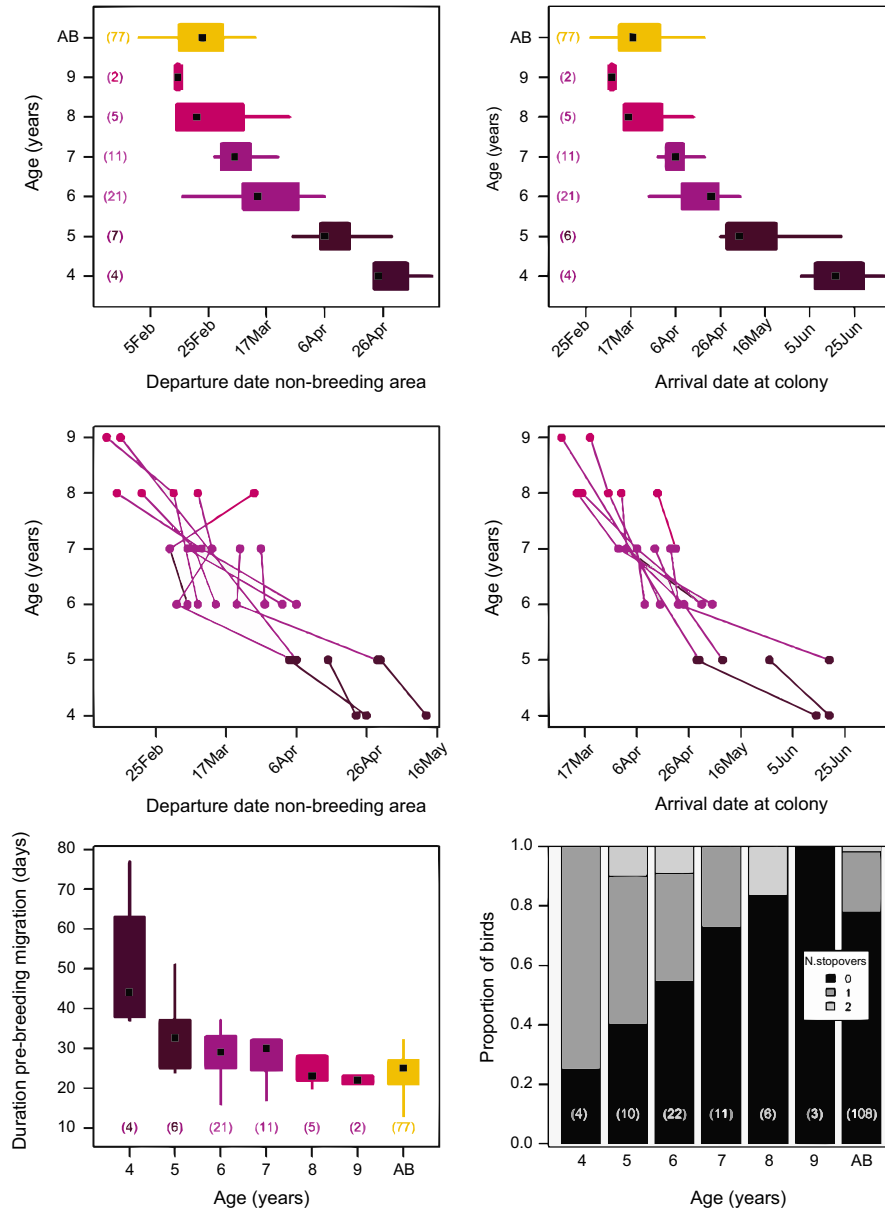 AB
(77)
9
(2)
8
(5)
7
(11)
6
(21)
5
(7)
4
(4)
Age (years)
5Feb
25Feb
17Mar
6Apr
26Apr
Departure date non-breeding area
AB
(77)
9
(2)
8
(5)
7
(11)
6
(21)
5
(6)
4
(4)
Age (years)
25Feb
17Mar
6Apr
26Apr
16May
5Jun
25Jun
Arrival date at colony
9
8
7
6
5
4
Age (years)
25Feb
17Mar
6Apr
26Apr
16May
Departure date non-breeding area
9
8
7
6
5
4
Age (years)
17Mar
6Apr
26Apr
16May
5Jun
25Jun
Arrival date at colony
Duration pre-breeding migration (days)
80
70
60
50
40
30
20
10
(4)
(6)
(21)
(11)
(5)
(2)
(77)
4
5
6
7
8
9
AB
Age (years)
Proportion of birds
1.0
0.8
0.6
0.4
0.2
0.0
N.stopovers
0
1
2
(4)
(10)
(22)
(11)
(6)
(3)
(108)
4
5
6
7
8
9
AB
Age (years)